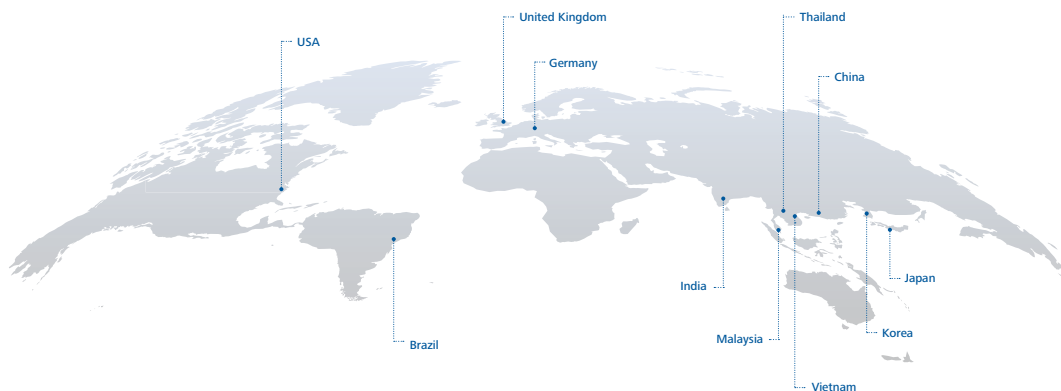 United Kingdom
Thailand
USA
Germany
China
Japan
India
Korea
Malaysia
Brazil
Vietnam